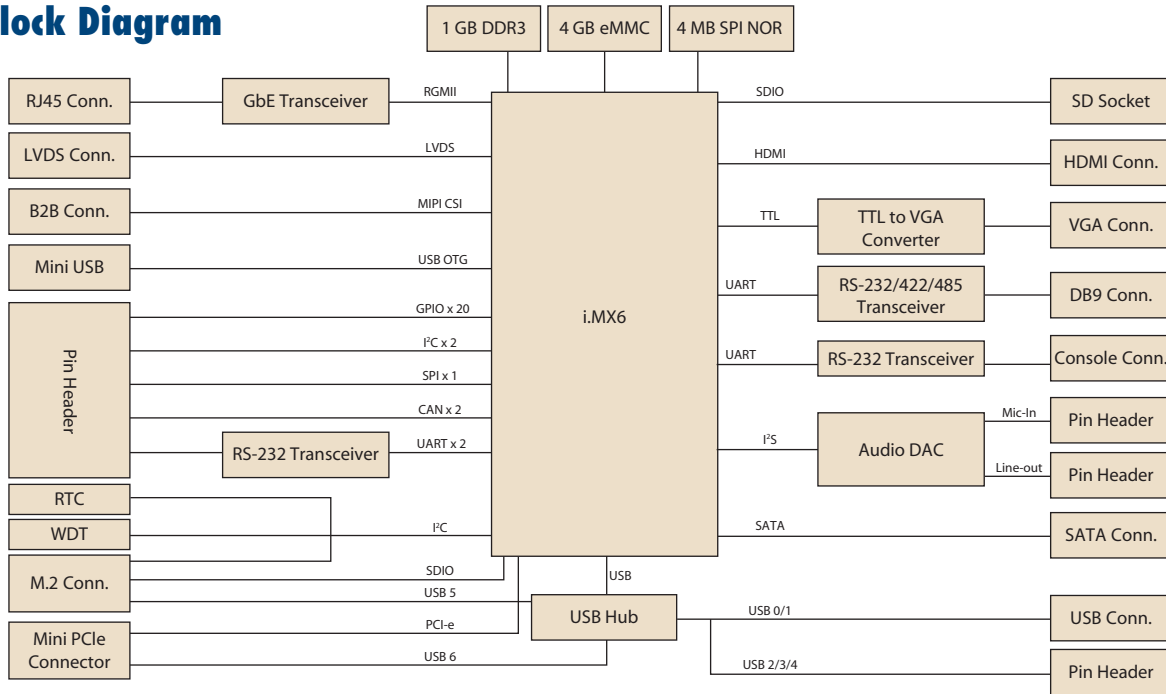 lock Diagram
1 GB DDR3
4 GB eMMC
4 MB SPI NOR
RJ45 Conn.
GbE Transceiver
RGMII
SDIO
SD Socket
LVDS Conn.
LVDS
HDMI
HDMI Conn.
B2B Conn.
MIPI CSI
TTL
TTL to VGA
Converter
VGA Conn.
Mini USB
USB OTG
UART
RS-232/422/485
Transceiver
DB9 Conn.
i.MX6
Pin Header
GPIO x 20
I²C x 2
SPI x 1
CAN x 2
RS-232 Transceiver
UART x 2
UART
RS-232 Transceiver
Console Conn.
I²S
Audio DAC
Mic-In
Pin Header
Line-out
Pin Header
RTC
WDT
I²C
SATA
SATA Conn.
M.2 Conn.
SDIO
USB 5
USB
USB Hub
USB 0/1
USB Conn.
Mini PCIe
Connector
PCI-e
USB 6
USB 2/3/4
Pin Header